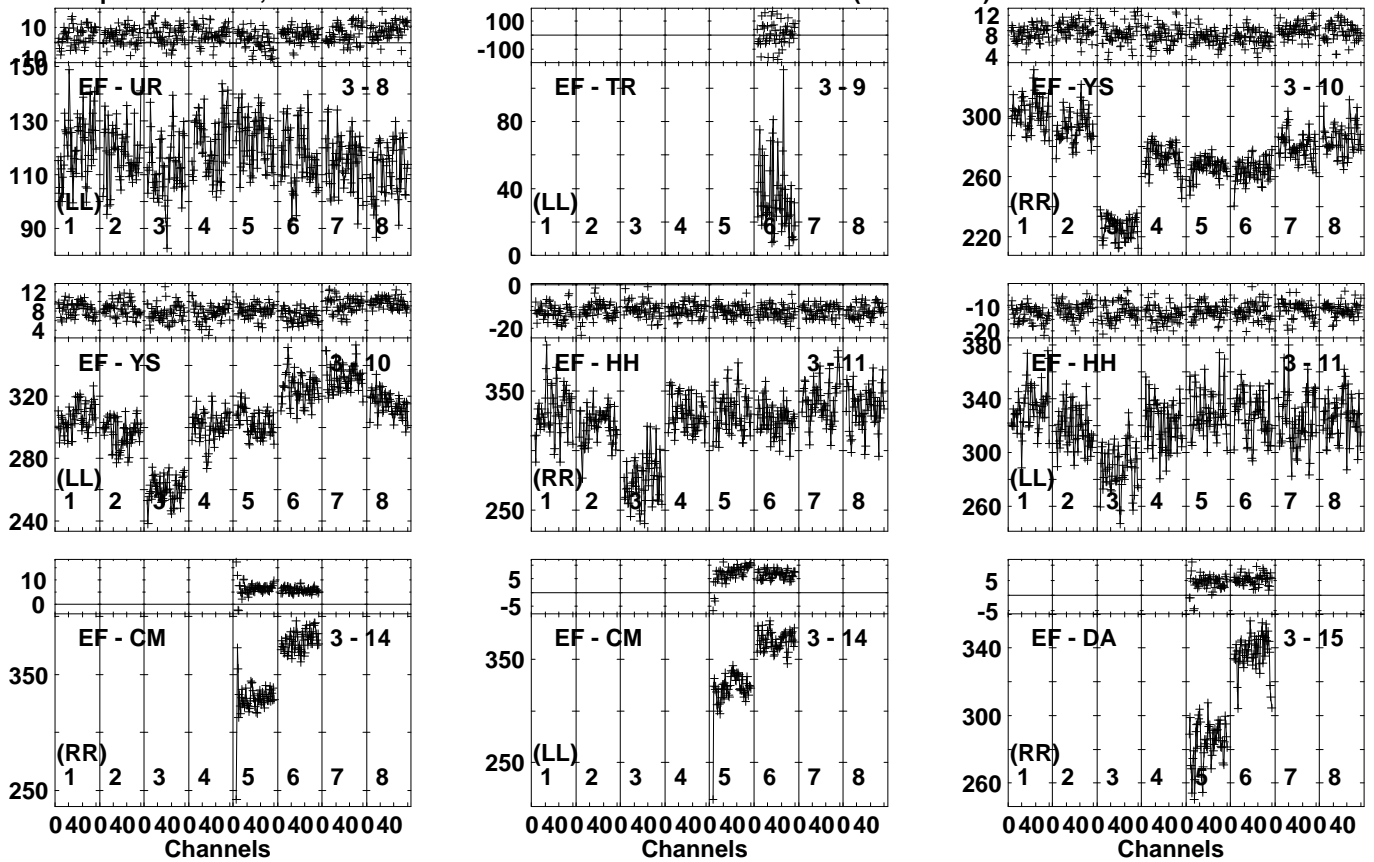 10
-10
150
130
110
90
EF - UR
3 - 8
(LL)
1 2 3 4 5 6 7 8
100
-100
80
40
0
EF - TR
3 - 9
(LL)
1 2 3 4 5 6 7 8
12
8
4
300
260
220
EF - YS
3 - 10
(RR)
1 2 3 4 5 6 7 8
12
8
4
320
280
240
EF - YS
3 - 10
(LL)
1 2 3 4 5 6 7 8
0
-20
350
250
EF - HH
3 - 11
(RR)
1 2 3 4 5 6 7 8
-10
-20
380
340
300
260
EF - HH
3 - 11
(LL)
1 2 3 4 5 6 7 8
10
0
350
250
EF - CM
3 - 14
(RR)
1 2 3 4 5 6 7 8
0 40 0 40 0 40 0 40 0 40 0 40 0 40 0 40
Channels
5
-5
350
250
EF - CM
3 - 14
(LL)
1 2 3 4 5 6 7 8
0 40 0 40 0 40 0 40 0 40 0 40 0 40 0 40
Channels
5
-5
340
300
260
EF - DA
3 - 15
(RR)
1 2 3 4 5 6 7 8
0 40 0 40 0 40 0 40 0 40 0 40 0 40 0 40
Channels